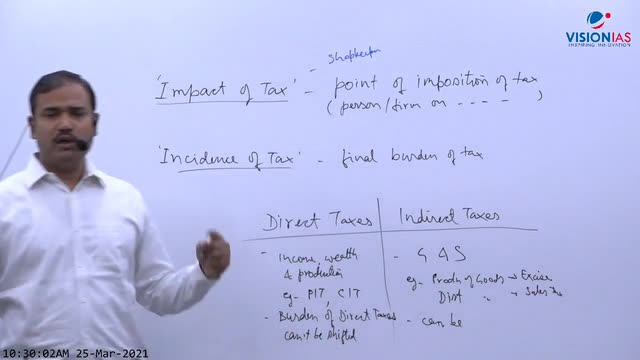 VISIONIAS
INSPIRING INNOVATION
Shopkeeper
'Impact of Tax' - point of imposition of tax
(person/firm on - - - - )
'Incidence of Tax' - final burden of tax
Direct Taxes
- Income, wealth
& production
eg - PIT, CIT
- Burden of Direct Taxes
can't be shifted
Indirect Taxes
- G & S
eg - Prodn of Goods → Excise
Dist " → Sales Tax
- can be
10:30:02AM 25-Mar-2021